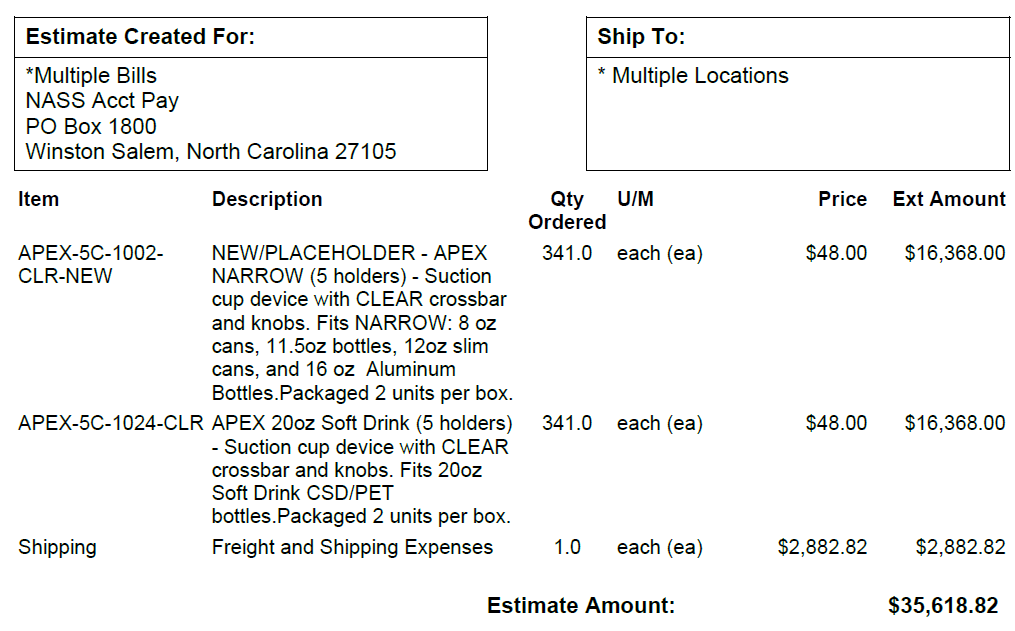 Estimate Created For:
*Multiple Bills
NASS Acct Pay
PO Box 1800
Winston Salem, North Carolina 27105
Ship To:
* Multiple Locations
Item Description Qty Ordered U/M Price Ext Amount
APEX-5C-1002- NEW/PLACEHOLDER - APEX 341.0 each (ea) $48.00 $16,368.00
CLR-NEW NARROW (5 holders) - Suction
cup device with CLEAR crossbar
and knobs. Fits NARROW: 8 oz
cans, 11.5oz bottles, 12oz slim
cans, and 16 oz  Aluminum
Bottles.Packaged 2 units per box.
APEX-5C-1024-CLR APEX 20oz Soft Drink (5 holders) 341.0 each (ea) $48.00 $16,368.00
- Suction cup device with CLEAR
crossbar and knobs. Fits 20oz
Soft Drink CSD/PET
bottles.Packaged 2 units per box.
Shipping Freight and Shipping Expenses 1.0 each (ea) $2,882.82 $2,882.82
Estimate Amount: $35,618.82